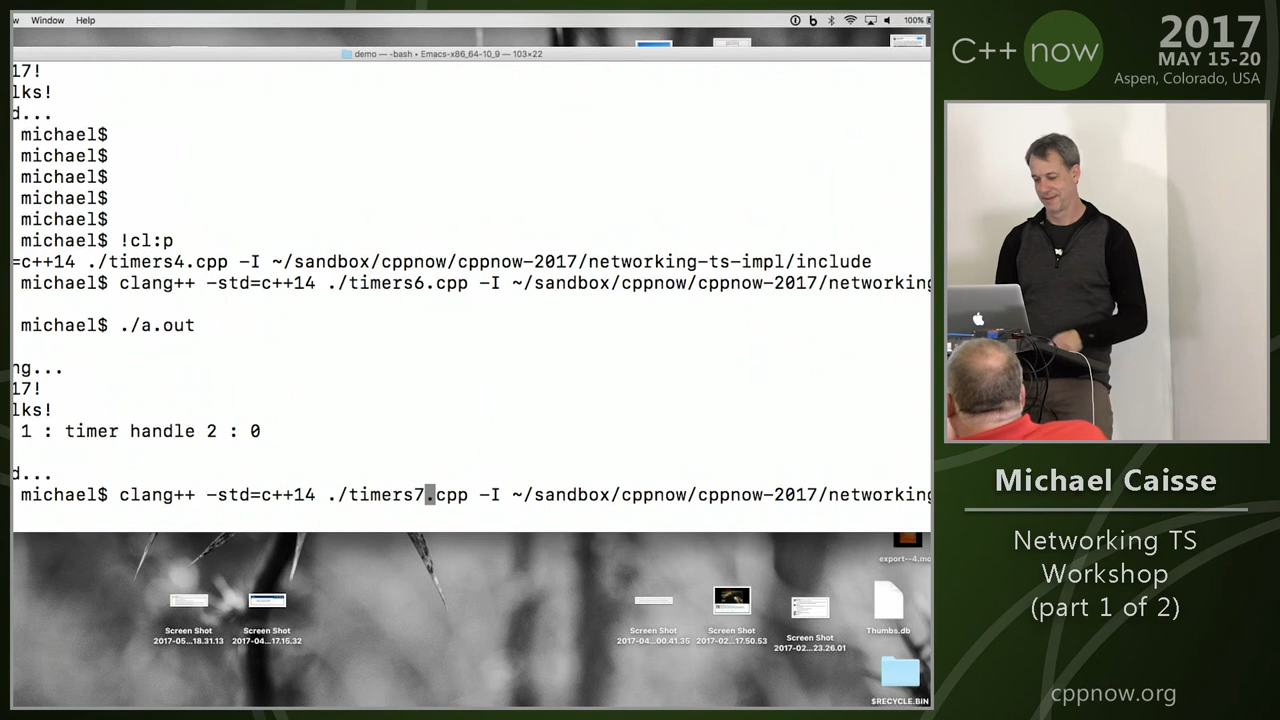 w Window Help
100%
demo — -bash • Emacs-x86_64-10_9 — 103×22
17!
lks!
d...
michael$
michael$
michael$
michael$
michael$
michael$ !cl:p
=c++14 ./timers4.cpp -I ~/sandbox/cppnow/cppnow-2017/networking-ts-impl/include
michael$ clang++ -std=c++14 ./timers6.cpp -I ~/sandbox/cppnow/cppnow-2017/networking
michael$ ./a.out
ng...
17!
lks!
1 : timer handle 2 : 0
d...
michael$ clang++ -std=c++14 ./timers7.cpp -I ~/sandbox/cppnow/cppnow-2017/networking
export--4.mo
Screen Shot
2017-05...18.31.13
Screen Shot
2017-04...17.15.32
Screen Shot
2017-04....00.41.35
Screen Shot
2017-02...17.50.53
Screen Shot
2017-02...23.26.01
Thumbs.db
$RECYCLE.BIN
C++ now
2017
MAY 15-20
Aspen, Colorado, USA
Michael Caisse
Networking TS
Workshop
(part 1 of 2)
cppnow.org